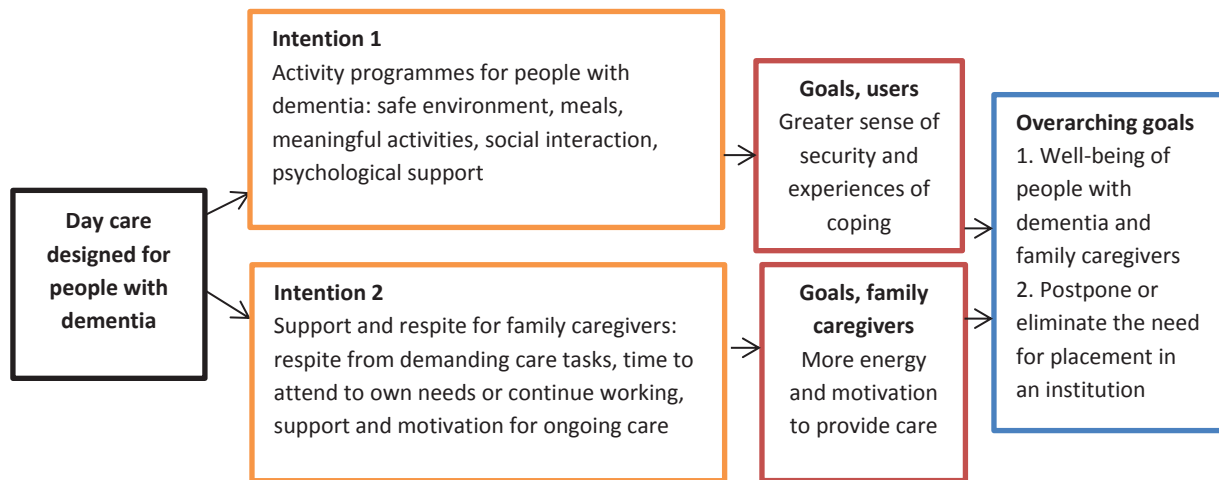 Day care
designed for
people with
dementia
Intention 1
Activity programmes for people with
dementia: safe environment, meals,
meaningful activities, social interaction,
psychological support
Intention 2
Support and respite for family caregivers:
respite from demanding care tasks, time to
attend to own needs or continue working,
support and motivation for ongoing care
Goals, users
Greater sense of
security and
experiences of
coping
Goals, family
caregivers
More energy
and motivation
to provide care
Overarching goals
1. Well-being of
people with
dementia and
family caregivers
2. Postpone or
eliminate the need
for placement in
an institution